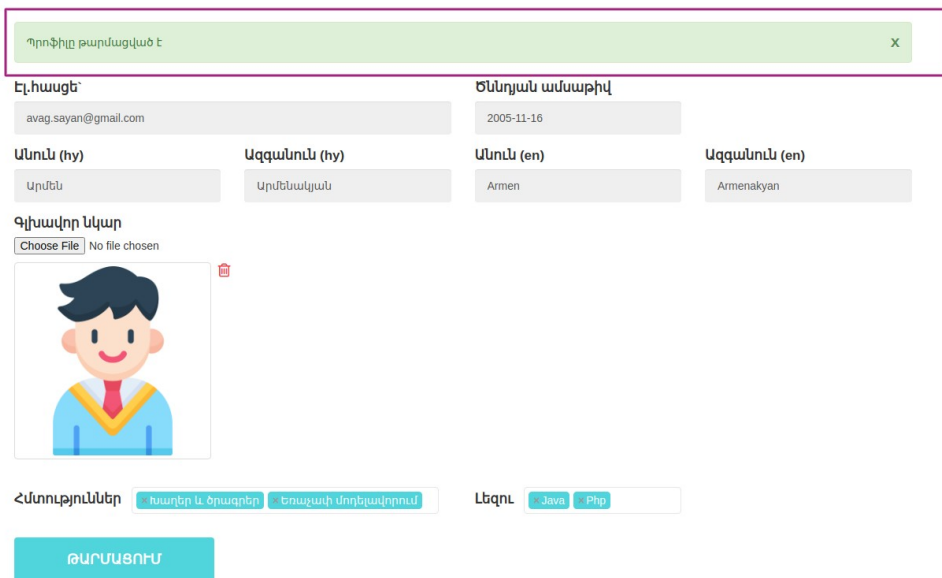 Պրոֆիլը թարմացված է X
Էլ.հասցե՝ Ծննդյան ամսաթիվ
avag.sayan@gmail.com 2005-11-16
Անուն (hy) Ազգանուն (hy) Անուն (en) Ազգանուն (en)
Արմեն Արմենակյան Armen Armenakyan
Գլխավոր նկար
Choose File No file chosen
Հմտություններ ×Խաղեր և ծրագրեր ×Եռաչափ մոդելավորում Լեզու ×Java ×Php
ԹԱՐՄԱՑՈՒՄ